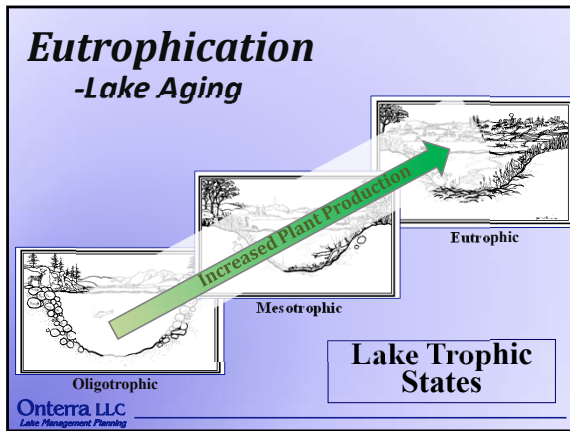 Eutrophication
-Lake Aging
Increased Plant Production
Eutrophic
Mesotrophic
Oligotrophic
Lake Trophic
States
Onterra LLC
Lake Management Planning